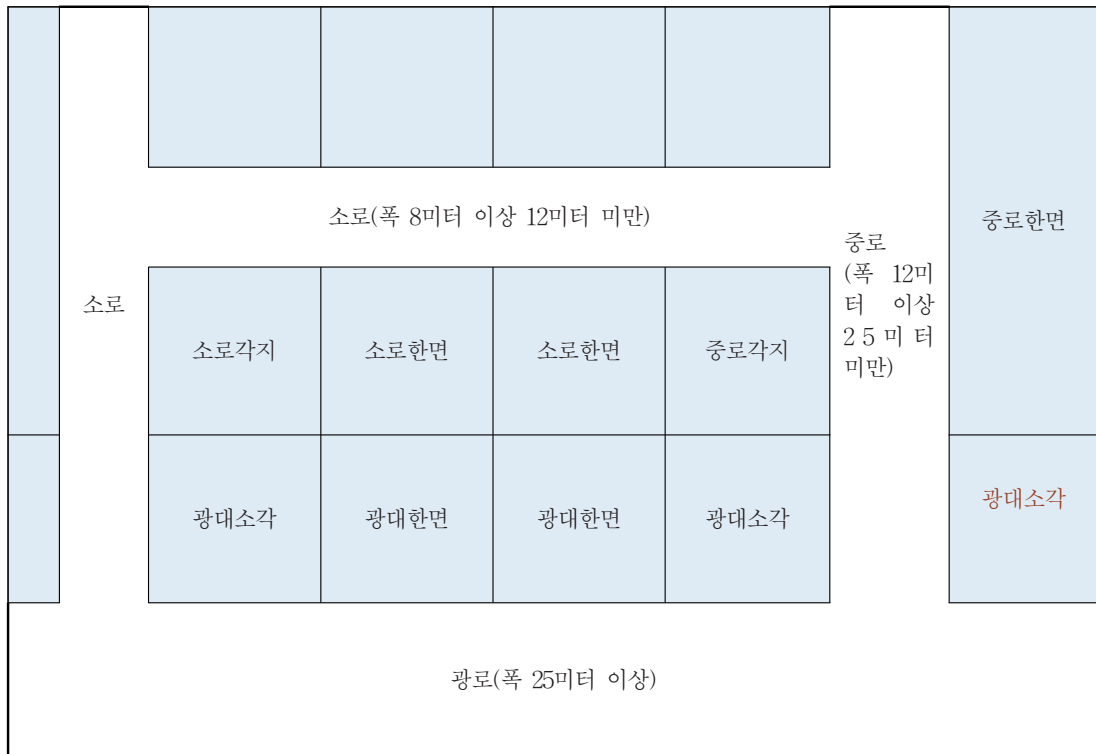 소로(폭 8미터 이상 12미터 미만)
중로한면
중로
(폭 12미
터 이상
25미터
미만)
소로
소로각지
소로한면
소로한면
중로각지
광대소각
광대한면
광대한면
광대소각
광대소각
광로(폭 25미터 이상)